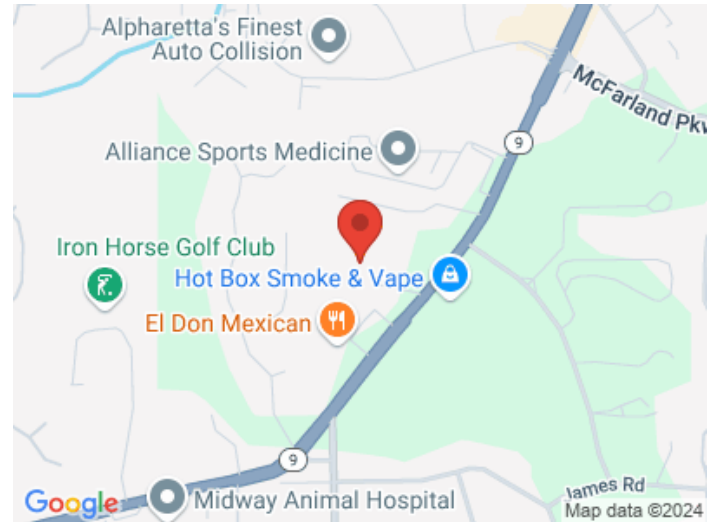 Alpharetta's Finest
Auto Collision
McFarland Pkwy
9
Alliance Sports Medicine
Iron Horse Golf Club
Hot Box Smoke & Vape
El Don Mexican
9
Midway Animal Hospital
James Rd
Google
Map data ©2024